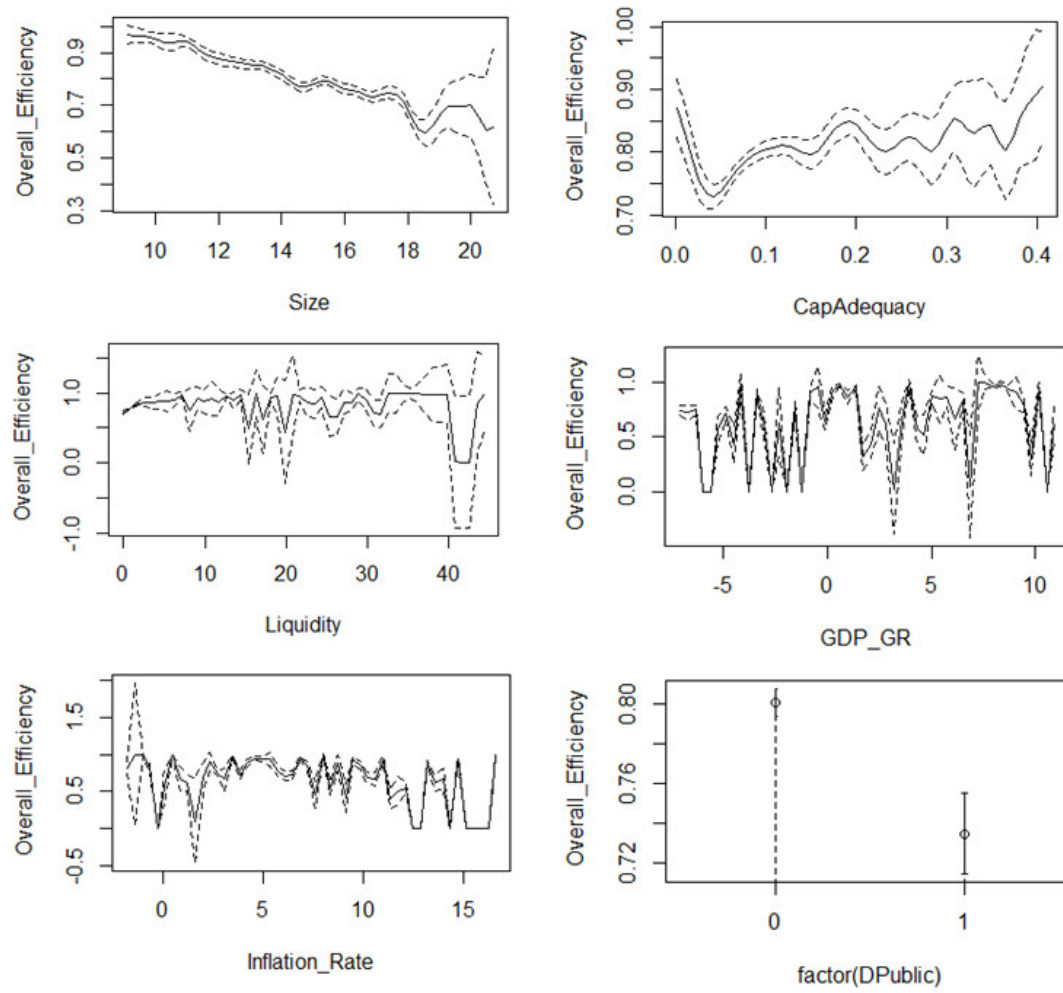 Overall_Efficiency
0.3 0.5 0.7 0.9
10 12 14 16 18 20
Size
Overall_Efficiency
0.70 0.80 0.90 1.00
0.0 0.1 0.2 0.3 0.4
CapAdequacy
Overall_Efficiency
-1.0 0.0 1.0
0 10 20 30 40
Liquidity
Overall_Efficiency
0.0 0.5 1.0
-5 0 5 10
GDP_GR
Overall_Efficiency
-0.5 0.5 1.5
0 5 10 15
Inflation_Rate
Overall_Efficiency
0.72 0.76 0.80
0 1
factor(DPublic)